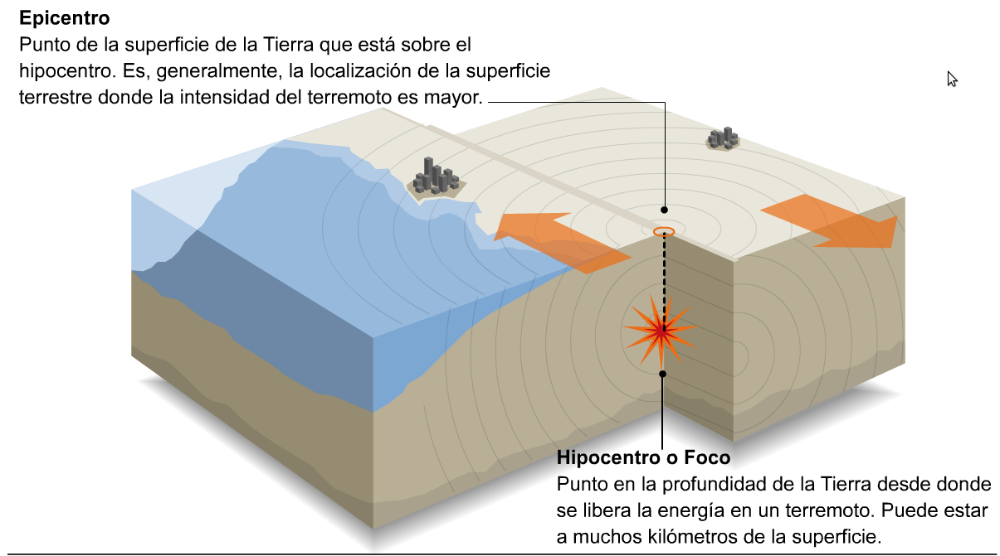 Epicentro
Punto de la superficie de la Tierra que está sobre el
hipocentro. Es, generalmente, la localización de la superficie
terrestre donde la intensidad del terremoto es mayor.
Hipocentro o Foco
Punto en la profundidad de la Tierra desde donde
se libera la energía en un terremoto. Puede estar
a muchos kilómetros de la superficie.